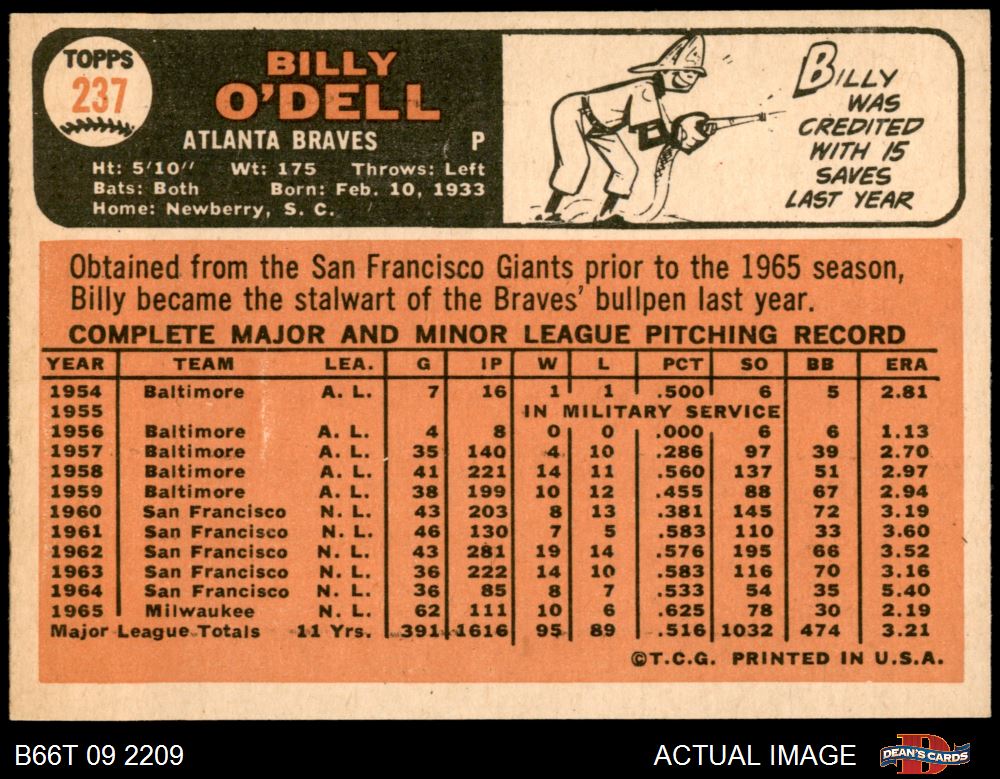 TOPPS
237
BILLY
O'DELL
ATLANTA BRAVES P
Ht: 5'10" Wt: 175 Throws: Left
Bats: Both Born: Feb. 10, 1933
Home: Newberry, S. C.
BILLY
WAS
CREDITED
WITH 15
SAVES
LAST YEAR
Obtained from the San Francisco Giants prior to the 1965 season,
Billy became the stalwart of the Braves' bullpen last year.
COMPLETE MAJOR AND MINOR LEAGUE PITCHING RECORD
YEAR TEAM LEA. G IP W L PCT SO BB ERA
1954 Baltimore A. L. 7 16 1 1 .500 6 5 2.81
1955 IN MILITARY SERVICE
1956 Baltimore A. L. 4 8 0 0 .000 6 6 1.13
1957 Baltimore A. L. 35 140 4 10 .286 97 39 2.70
1958 Baltimore A. L. 41 221 14 11 .560 137 51 2.97
1959 Baltimore A. L. 38 199 10 12 .455 88 67 2.94
1960 San Francisco N. L. 43 203 8 13 .381 145 72 3.19
1961 San Francisco N. L. 46 130 7 5 .583 110 33 3.60
1962 San Francisco N. L. 43 281 19 14 .576 195 66 3.52
1963 San Francisco N. L. 36 222 14 10 .583 116 70 3.16
1964 San Francisco N. L. 36 85 8 7 .533 54 35 5.40
1965 Milwaukee N. L. 62 111 10 6 .625 78 30 2.19
Major League Totals 11 Yrs. 391 1616 95 89 .516 1032 474 3.21
©T.C.G. PRINTED IN U.S.A.
B66T 09 2209 ACTUAL IMAGE DEAN'S CARDS